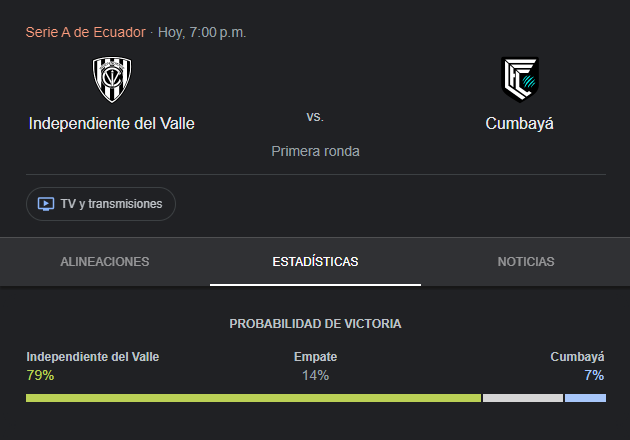 Serie A de Ecuador · Hoy, 7:00 p.m.
Independiente del Valle
vs.
Cumbayá
Primera ronda
TV y transmisiones
ALINEACIONES
ESTADÍSTICAS
NOTICIAS
PROBABILIDAD DE VICTORIA
Independiente del Valle Empate Cumbayá
79% 14% 7%